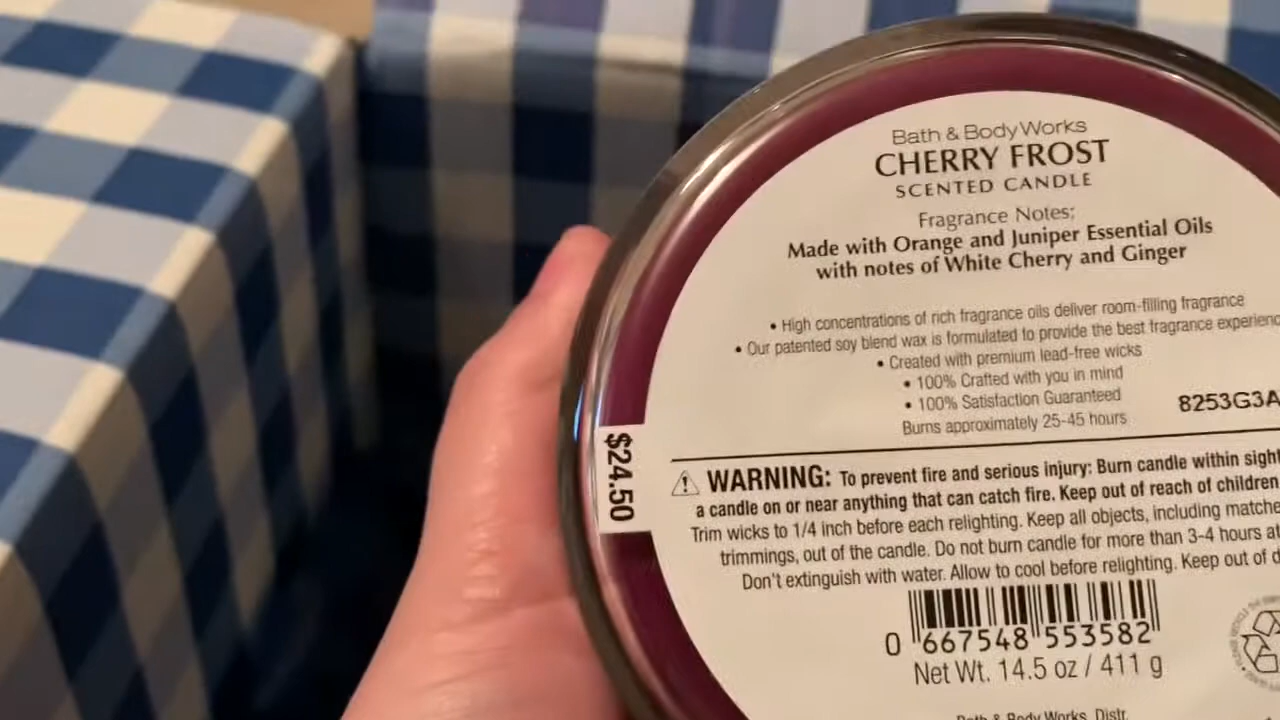 Bath & Body Works
CHERRY FROST
SCENTED CANDLE
Fragrance Notes:
Made with Orange and Juniper Essential Oils
with notes of White Cherry and Ginger
• High concentrations of rich fragrance oils deliver room-filling fragrance
• Our patented soy blend wax is formulated to provide the best fragrance
• Created with premium lead-free wicks
• 100% Crafted with you in mind
• 100% Satisfaction Guaranteed
Burns approximately 25-45 hours
8253G3A
$24.50
⚠ WARNING: To prevent fire and serious injury: Burn candle within sight
a candle on or near anything that can catch fire. Keep out of reach of children
Trim wicks to 1/4 inch before each relighting. Keep all objects, including
trimmings, out of the candle. Do not burn candle for more than 3-4 hours at
Don't extinguish with water. Allow to cool before relighting. Keep out of
0 667548 553582
Net Wt. 14.5 oz / 411 g
Bath & Body Works, Distr.